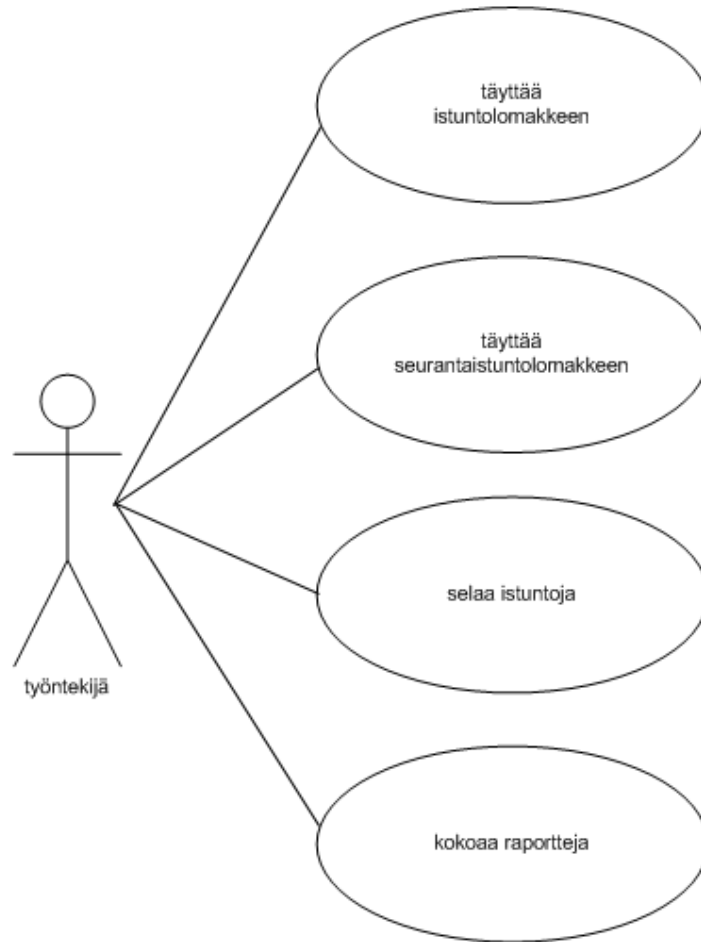 täyttää
istuntolomakkeen
täyttää
seurantaistuntolomakkeen
selaa istuntoja
työntekijä
kokoaa raportteja